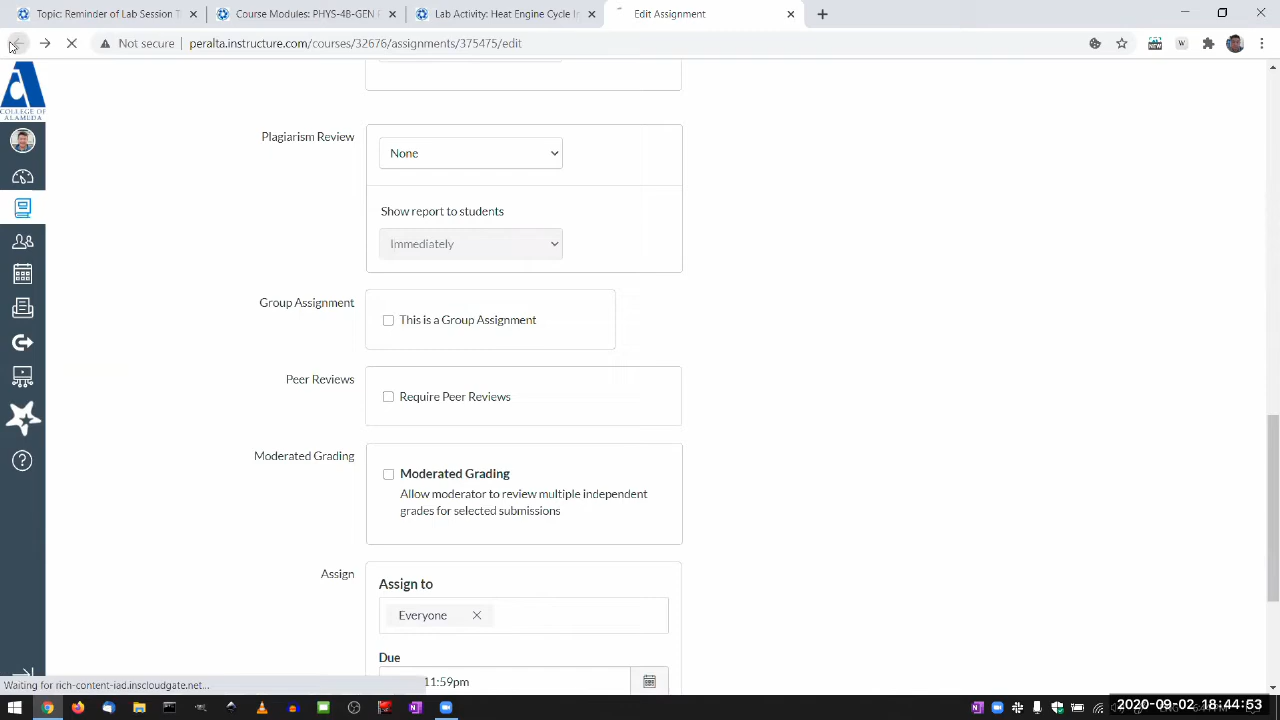 Topic: Reminder of Lab Session T
Course Modules: PHYS-4B-GEN
Lab Activity: Heat Engine Cycle
Edit Assignment
Not secure
peralta.instructure.com/courses/32676/assignments/375475/edit
NEW
W
COLLEGE OF
ALAMEDA
Plagiarism Review
None
Show report to students
Immediately
Group Assignment
This is a Group Assignment
Peer Reviews
Require Peer Reviews
Moderated Grading
Moderated Grading
Allow moderator to review multiple independent
grades for selected submissions
Assign
Assign to
Everyone
Due
11:59pm
Waiting for rich-content-iad.inscloudgate.net...
2020-09-02 18:44:53